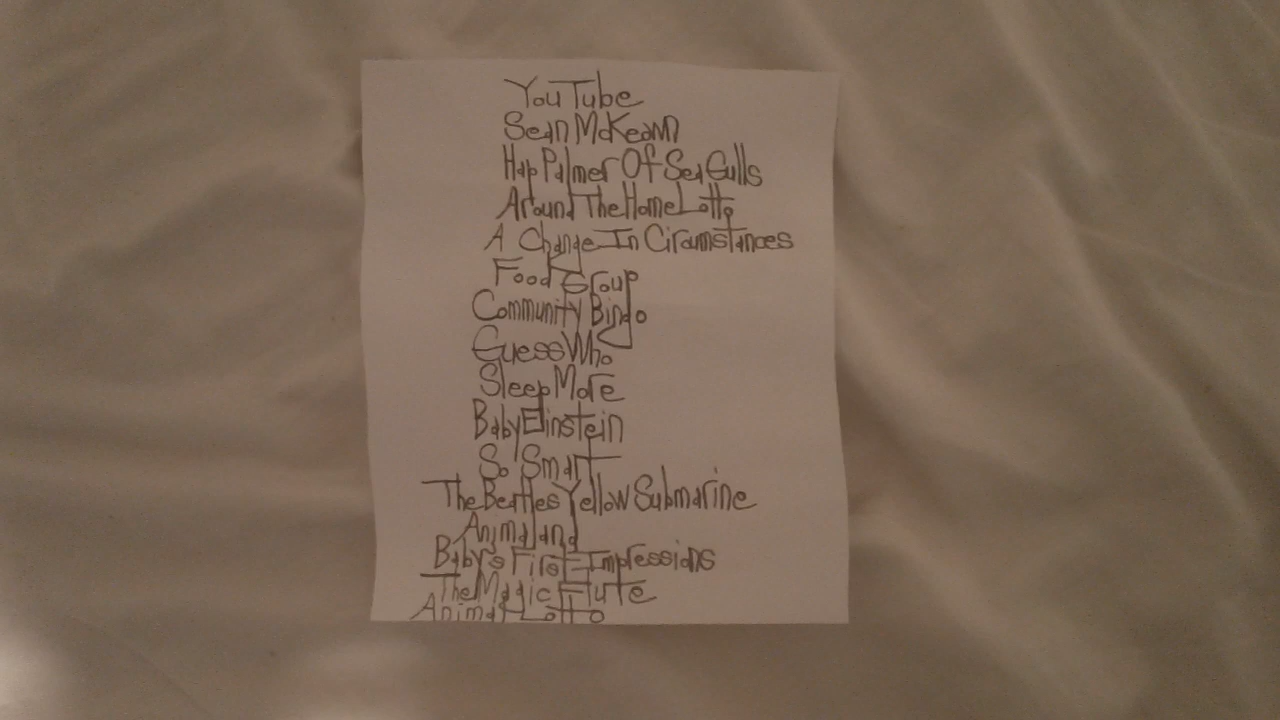 YouTube
Sean McKeown
Hap Palmer Of Sea Gulls
Around The Home Lotto
A Change In Circumstances
Food Group
Community Bingo
Guess Who
Sleep More
Baby Einstein
So Smart
The Beatles Yellow Submarine
Animaland
Baby's First Impressions
The Magic Flute
Animal Lotto